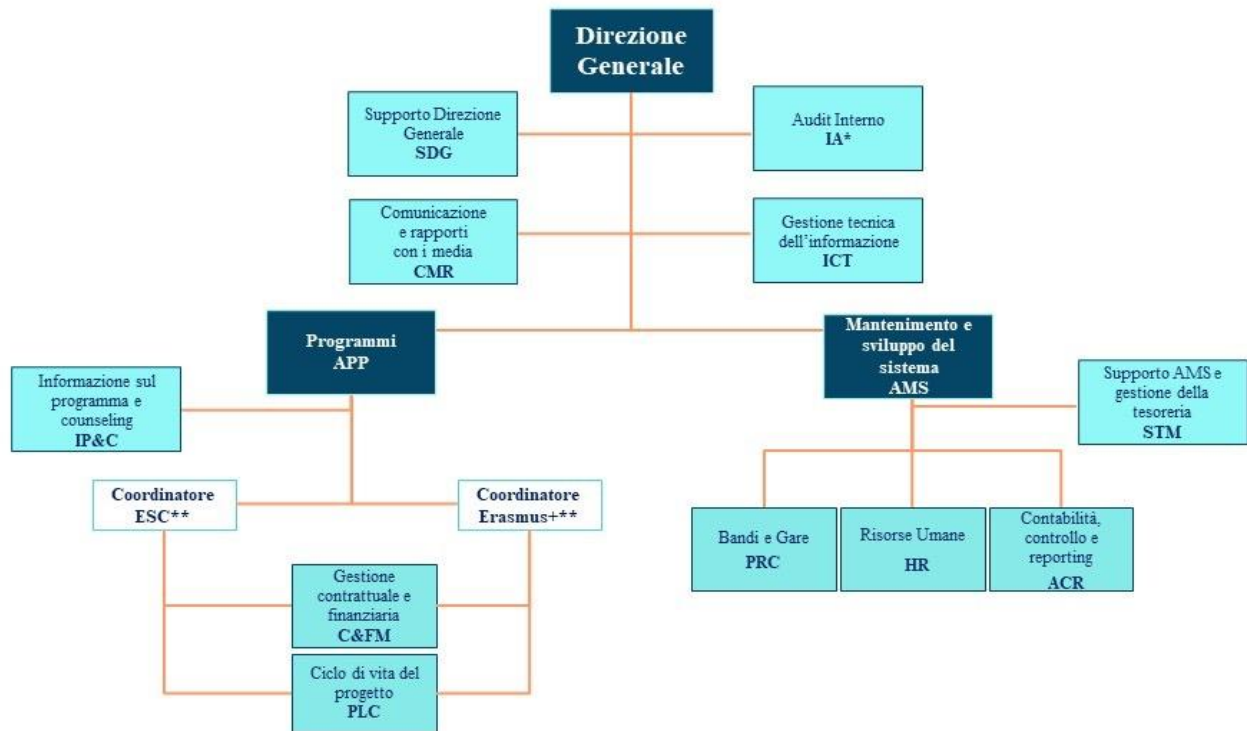 Direzione
Generale
Supporto Direzione
Generale
SDG
Audit Interno
IA*
Comunicazione
e rapporti
con i media
CMR
Gestione tecnica
dell’informazione
ICT
Programmi
APP
Mantenimento e
sviluppo del
sistema
AMS
Informazione sul
programma e
counseling
IP&C
Supporto AMS e
gestione della
tesoreria
STM
Coordinatore
ESC**
Coordinatore
Erasmus+**
Bandi e Gare
PRC
Risorse Umane
HR
Contabilità,
controllo e
reporting
ACR
Gestione
contrattuale e
finanziaria
C&FM
Ciclo di vita del
progetto
PLC